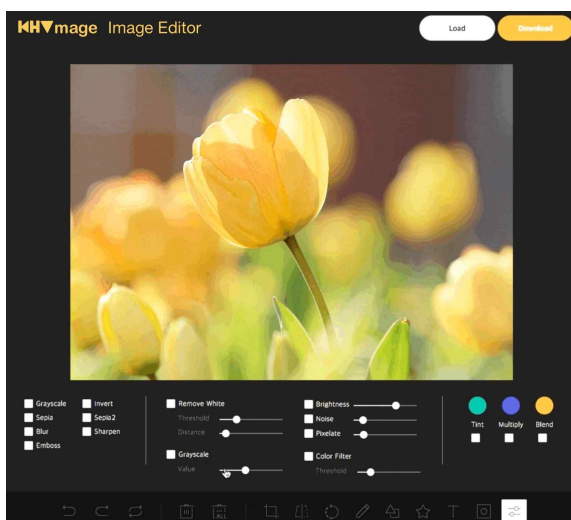 KHVmage Image Editor
Load
Download
Grayscale
Invert
Sepia
Sepia2
Blur
Sharpen
Emboss
Remove White
Threshold
Distance
Grayscale
Value
Brightness
Noise
Pixelate
Color Filter
Threshold
Tint
Multiply
Blend
ALL
T